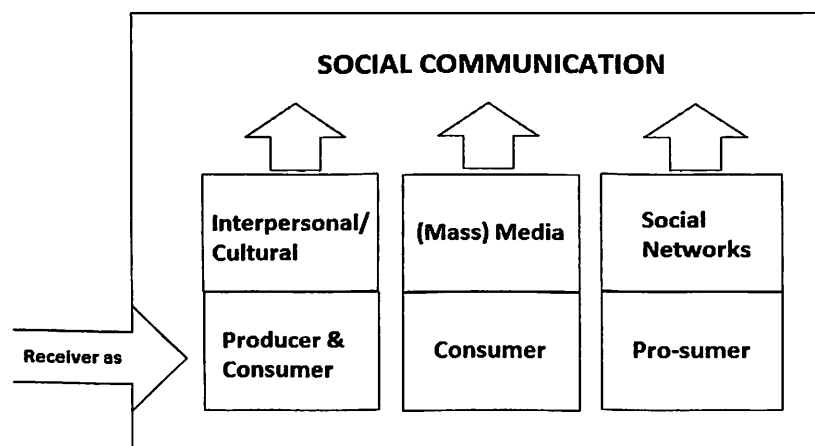 SOCIAL COMMUNICATION
Interpersonal/
Cultural
(Mass) Media
Social
Networks
Receiver as
Producer &
Consumer
Consumer
Pro-sumer